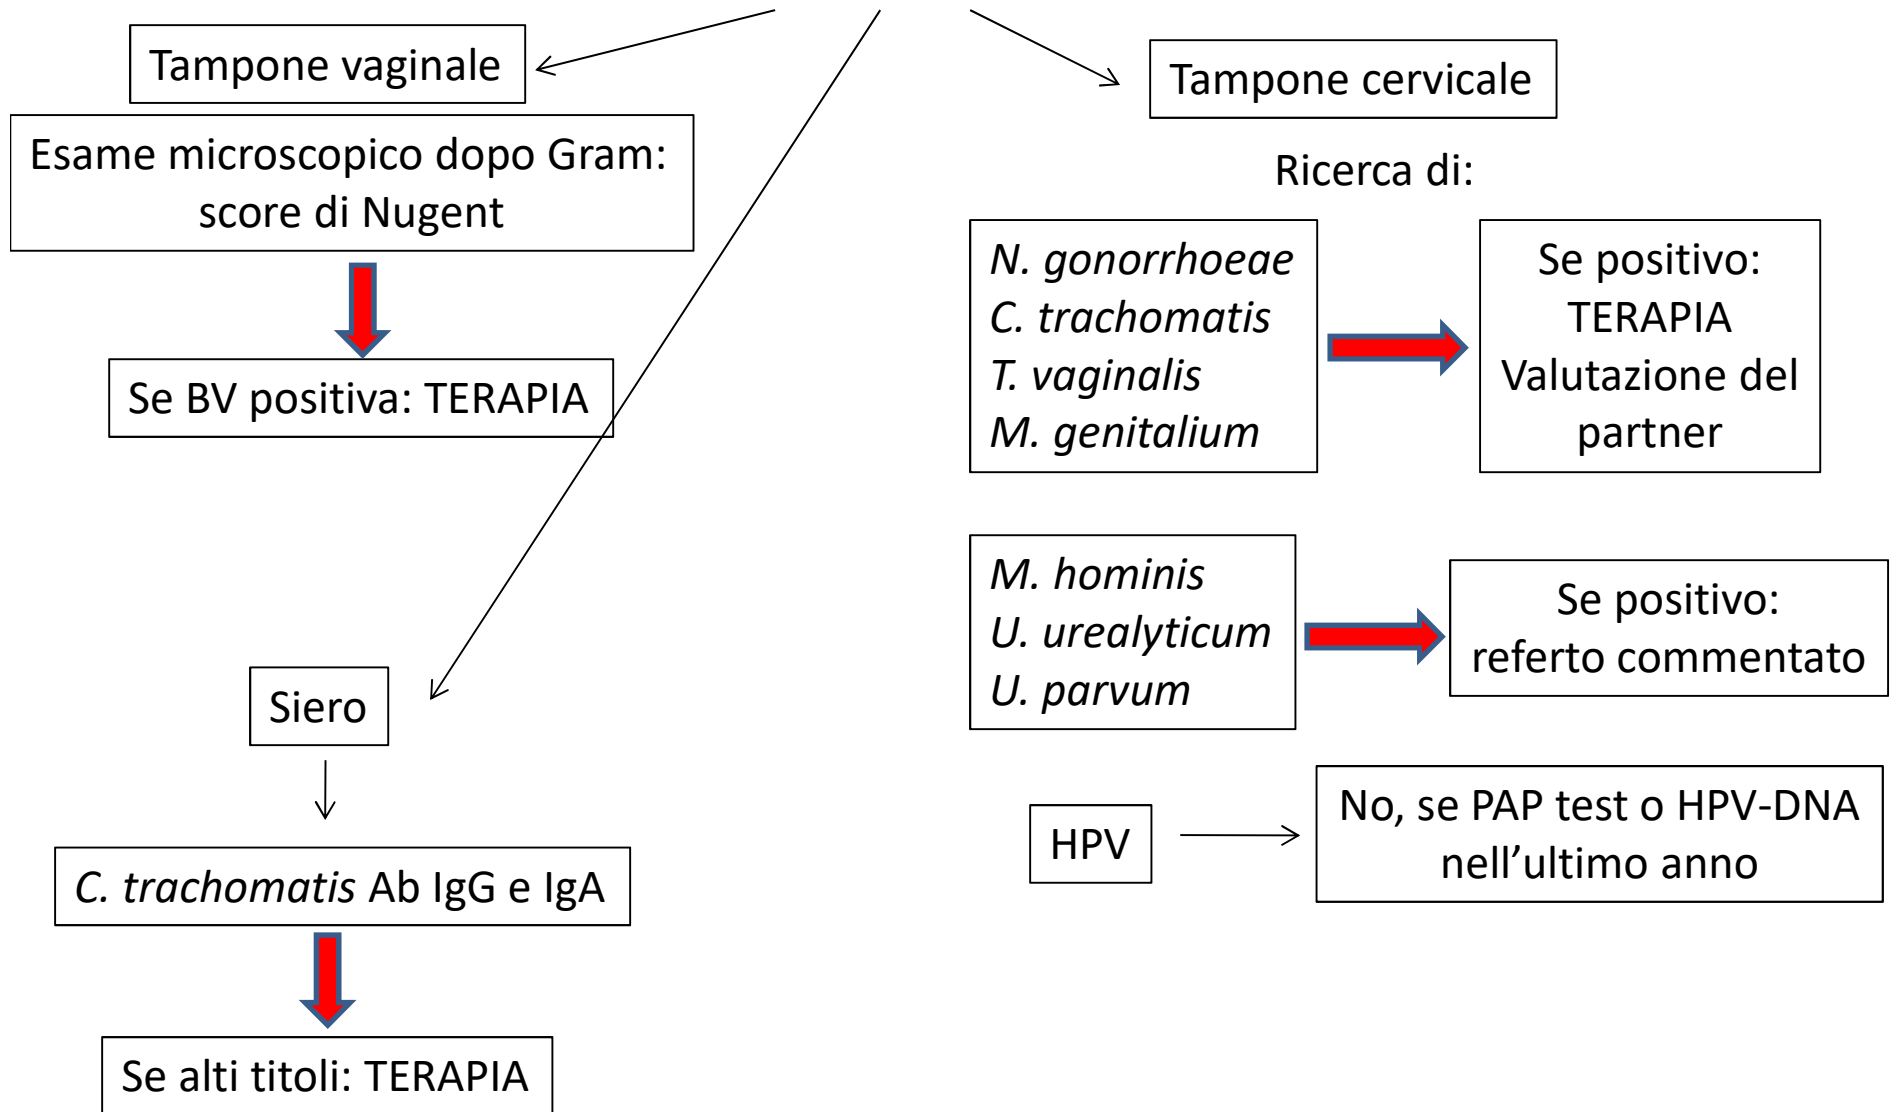 Tampone vaginale
Esame microscopico dopo Gram:
score di Nugent
Se BV positiva: TERAPIA
Siero
C. trachomatis Ab IgG e IgA
Se alti titoli: TERAPIA
Tampone cervicale
Ricerca di:
N. gonorrhoeae
C. trachomatis
T. vaginalis
M. genitalium
Se positivo:
TERAPIA
Valutazione del
partner
M. hominis
U. urealyticum
U. parvum
Se positivo:
referto commentato
HPV
No, se PAP test o HPV-DNA
nell’ultimo anno